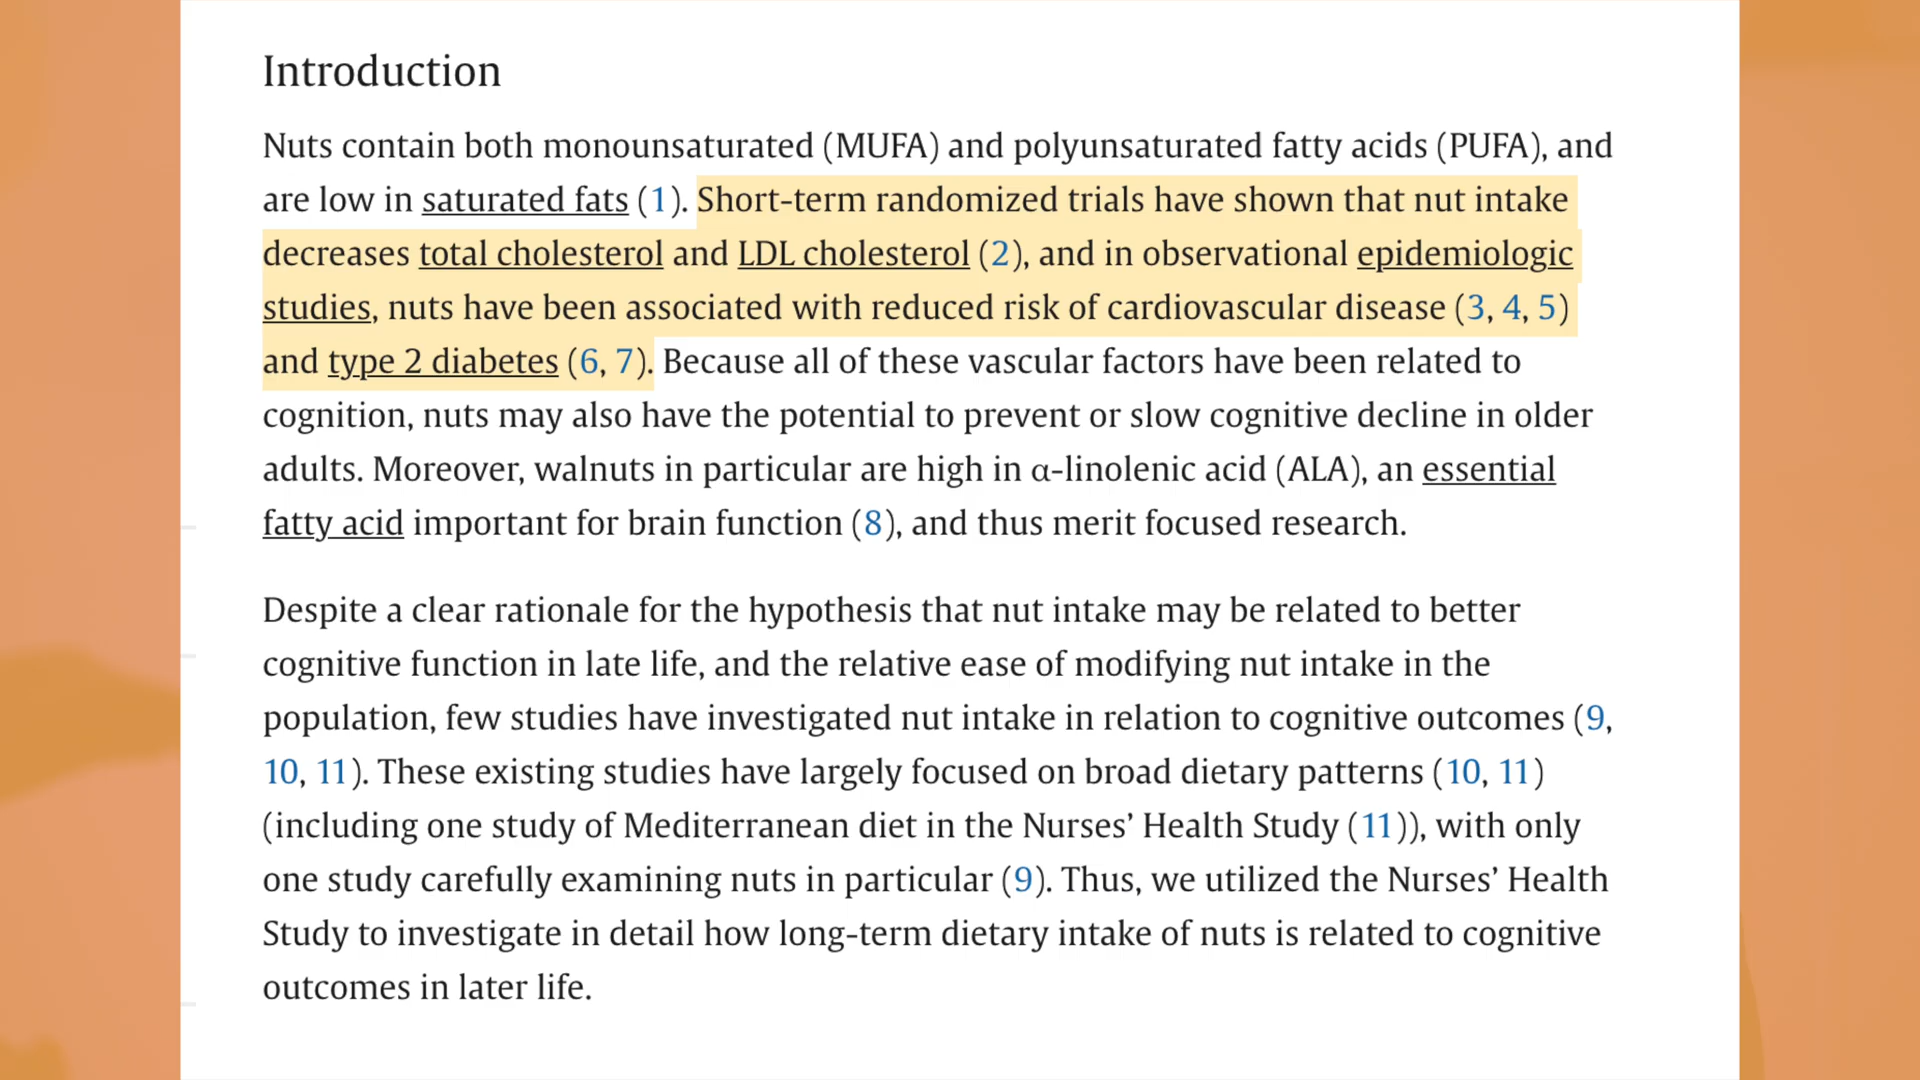 Introduction
Nuts contain both monounsaturated (MUFA) and polyunsaturated fatty acids (PUFA), and
are low in saturated fats (1). Short-term randomized trials have shown that nut intake
decreases total cholesterol and LDL cholesterol (2), and in observational epidemiologic
studies, nuts have been associated with reduced risk of cardiovascular disease (3, 4, 5)
and type 2 diabetes (6, 7). Because all of these vascular factors have been related to
cognition, nuts may also have the potential to prevent or slow cognitive decline in older
adults. Moreover, walnuts in particular are high in α-linolenic acid (ALA), an essential
fatty acid important for brain function (8), and thus merit focused research.
Despite a clear rationale for the hypothesis that nut intake may be related to better
cognitive function in late life, and the relative ease of modifying nut intake in the
population, few studies have investigated nut intake in relation to cognitive outcomes (9,
10, 11). These existing studies have largely focused on broad dietary patterns (10, 11)
(including one study of Mediterranean diet in the Nurses’ Health Study (11)), with only
one study carefully examining nuts in particular (9). Thus, we utilized the Nurses’ Health
Study to investigate in detail how long-term dietary intake of nuts is related to cognitive
outcomes in later life.